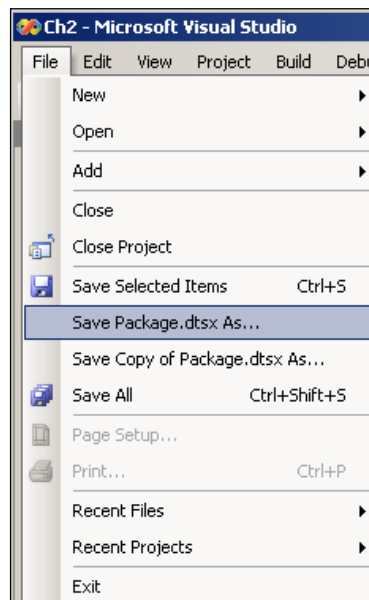 Ch2 - Microsoft Visual Studio
File Edit View Project Build Debu
New
Open
Add
Close
Close Project
Save Selected Items Ctrl+S
Save Package.dtsx As...
Save Copy of Package.dtsx As...
Save All Ctrl+Shift+S
Page Setup...
Print... Ctrl+P
Recent Files
Recent Projects
Exit